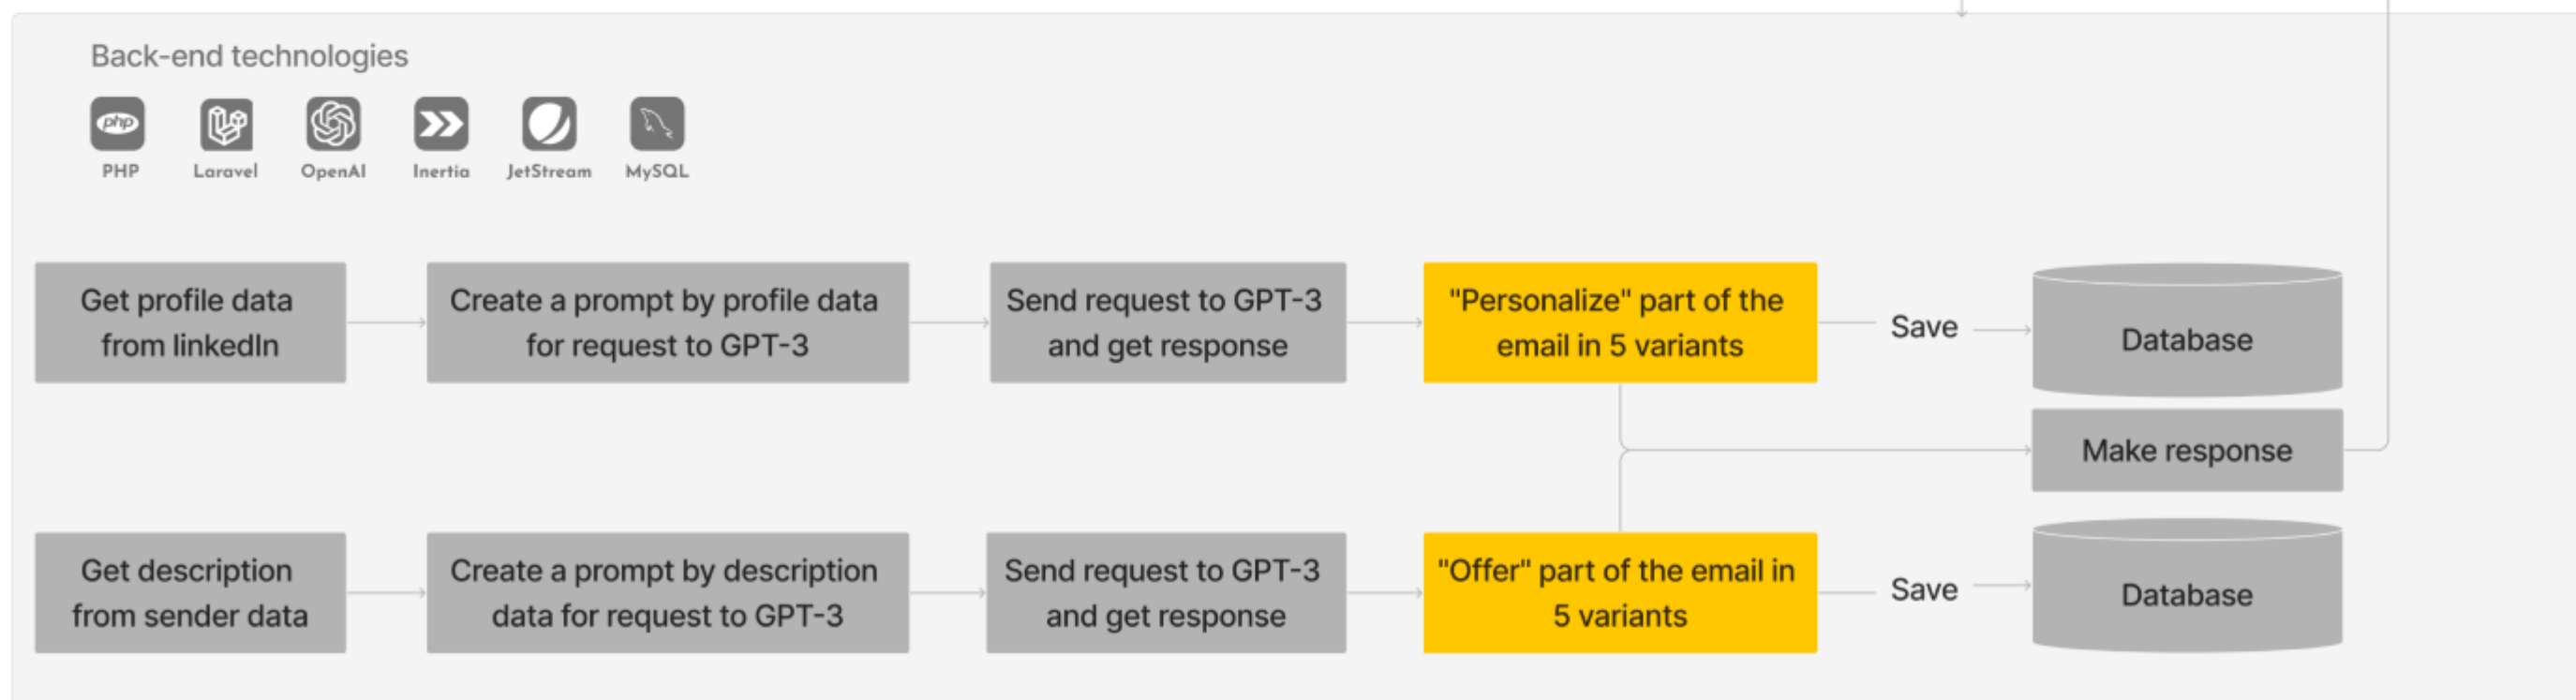 Back-end technologies
php
PHP
Laravel
OpenAI
Inertia
JetStream
MySQL
Get profile data
from linkedIn
Create a prompt by profile data
for request to GPT-3
Send request to GPT-3
and get response
"Personalize" part of the
email in 5 variants
Save
Database
Make response
Get description
from sender data
Create a prompt by description
data for request to GPT-3
Send request to GPT-3
and get response
"Offer" part of the email in
5 variants
Save
Database